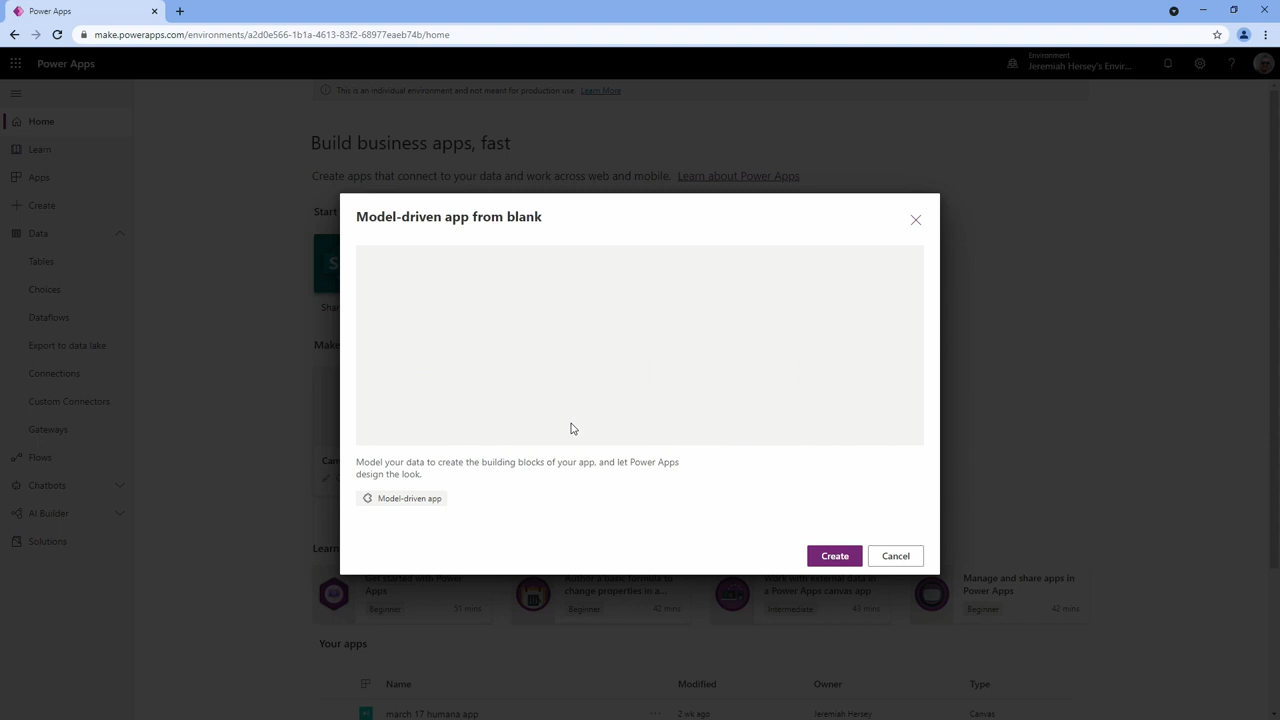 Power Apps
make.powerapps.com/environments/a2d0e566-1b1a-4613-83f2-68977eaeb74b/home
Power Apps
Environment
Jeremiah Hersey's Envir...
This is an individual environment and not meant for production use. Learn More
Home
Learn
Apps
Create
Data
Tables
Choices
Dataflows
Export to data lake
Connections
Custom Connectors
Gateways
Flows
Chatbots
AI Builder
Solutions
Build business apps, fast
Create apps that connect to your data and work across web and mobile. Learn about Power Apps
Start
S
Shar
Make
Can
Model-driven app from blank
Model your data to create the building blocks of your app, and let Power Apps
design the look.
Model-driven app
Create
Cancel
Learn
Get started with Power
Apps
Beginner
51 mins
Author a basic formula to
change properties in a...
Beginner
42 mins
Work with external data in
a Power Apps canvas app
Intermediate
43 mins
Manage and share apps in
Power Apps
Beginner
42 mins
Your apps
Name
Modified
Owner
Type
march 17 humana app
...
2 wk ago
Jeremiah Hersey
Canvas